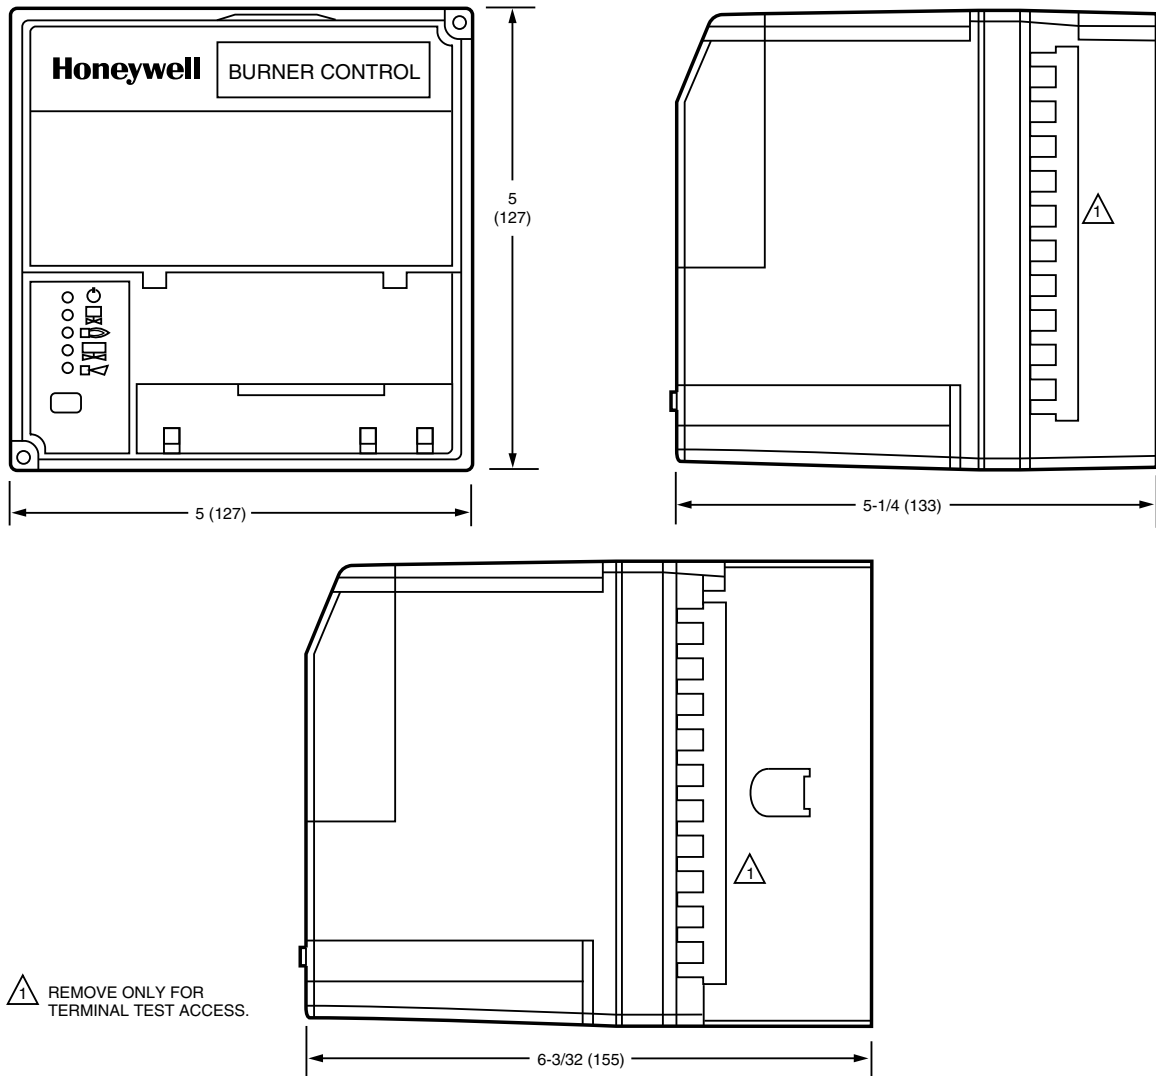 Honeywell
BURNER CONTROL
5
(127)
5 (127)
1
5-1/4 (133)
1
1 REMOVE ONLY FOR
TERMINAL TEST ACCESS.
6-3/32 (155)